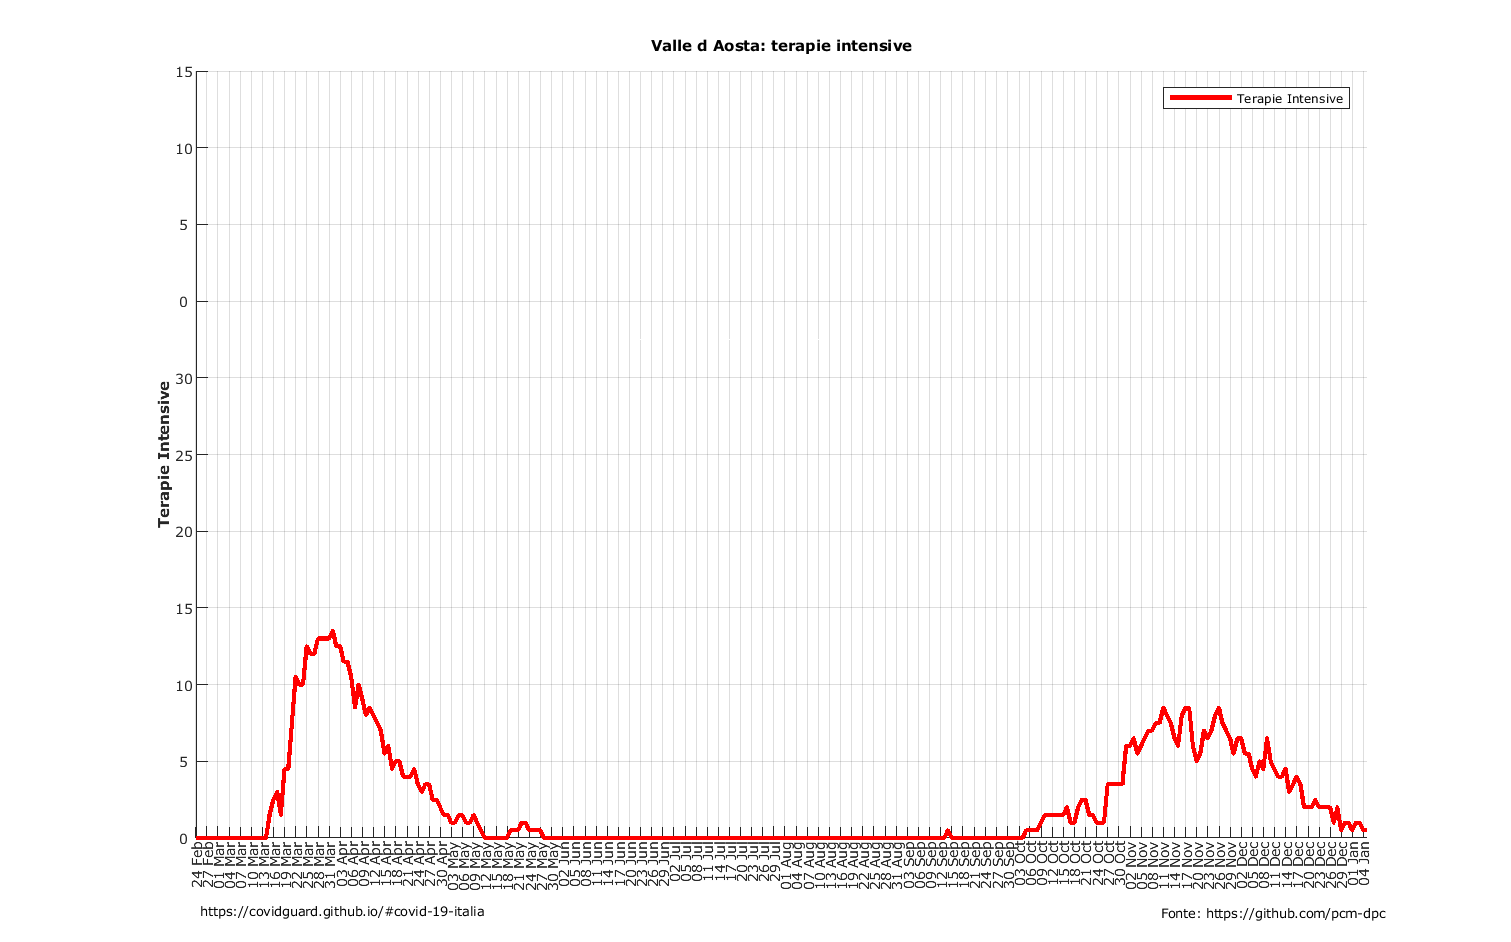 Valle d Aosta: terapie intensive
Terapie Intensive
15
10
5
0
30
25
20
15
10
5
0
Terapie Intensive
24 Feb
27 Feb
01 Mar
04 Mar
07 Mar
10 Mar
13 Mar
16 Mar
19 Mar
22 Mar
25 Mar
28 Mar
31 Mar
03 Apr
06 Apr
09 Apr
12 Apr
15 Apr
18 Apr
21 Apr
24 Apr
27 Apr
30 Apr
03 May
06 May
09 May
12 May
15 May
18 May
21 May
24 May
27 May
30 May
02 Jun
05 Jun
08 Jun
11 Jun
14 Jun
17 Jun
20 Jun
23 Jun
26 Jun
29 Jun
02 Jul
05 Jul
08 Jul
11 Jul
14 Jul
17 Jul
20 Jul
23 Jul
26 Jul
29 Jul
01 Aug
04 Aug
07 Aug
10 Aug
13 Aug
16 Aug
19 Aug
22 Aug
25 Aug
28 Aug
31 Aug
03 Sep
06 Sep
09 Sep
12 Sep
15 Sep
18 Sep
21 Sep
24 Sep
27 Sep
30 Sep
03 Oct
06 Oct
09 Oct
12 Oct
15 Oct
18 Oct
21 Oct
24 Oct
27 Oct
30 Oct
02 Nov
05 Nov
08 Nov
11 Nov
14 Nov
17 Nov
20 Nov
23 Nov
26 Nov
29 Nov
02 Dec
05 Dec
08 Dec
11 Dec
14 Dec
17 Dec
20 Dec
23 Dec
26 Dec
29 Dec
01 Jan
04 Jan
https://covidguard.github.io/#covid-19-italia
Fonte: https://github.com/pcm-dpc